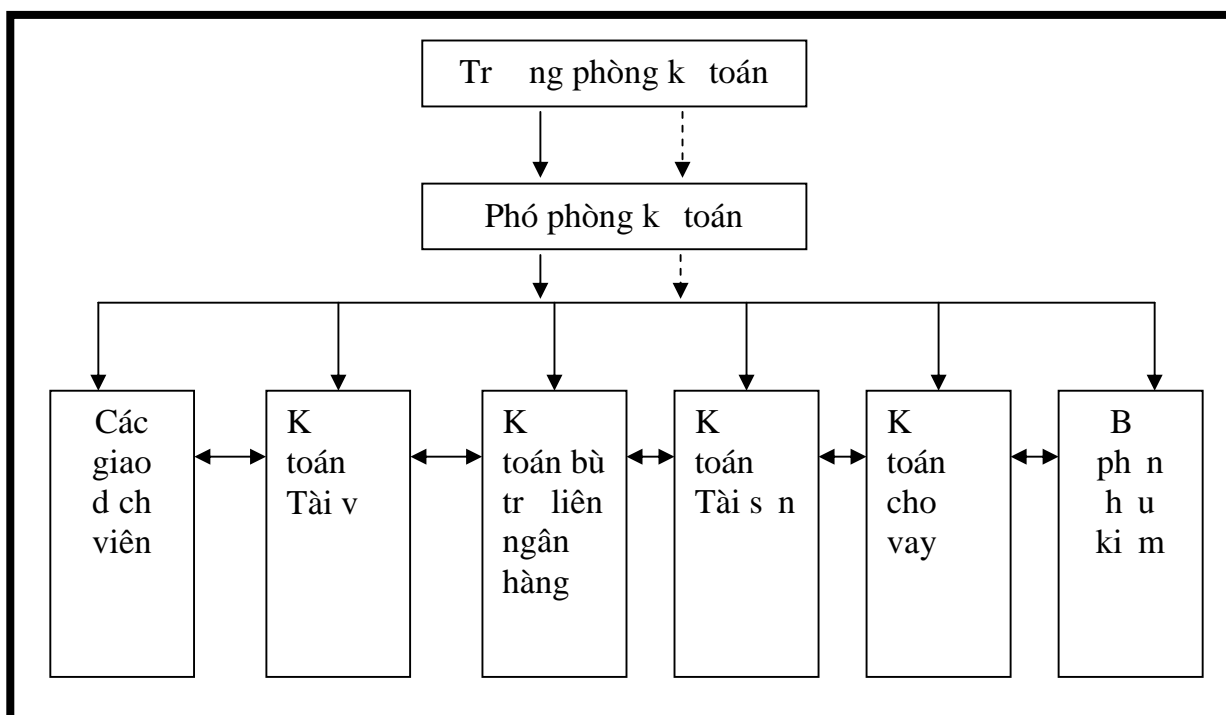 Tr ng phòng k toán
Phó phòng k toán
Các
giao
d ch
viên
K
toán
Tài v
K
toán bù
tr liên
ngân
hàng
K
toán
Tài s n
K
toán
cho
vay
B
ph n
h u
ki m